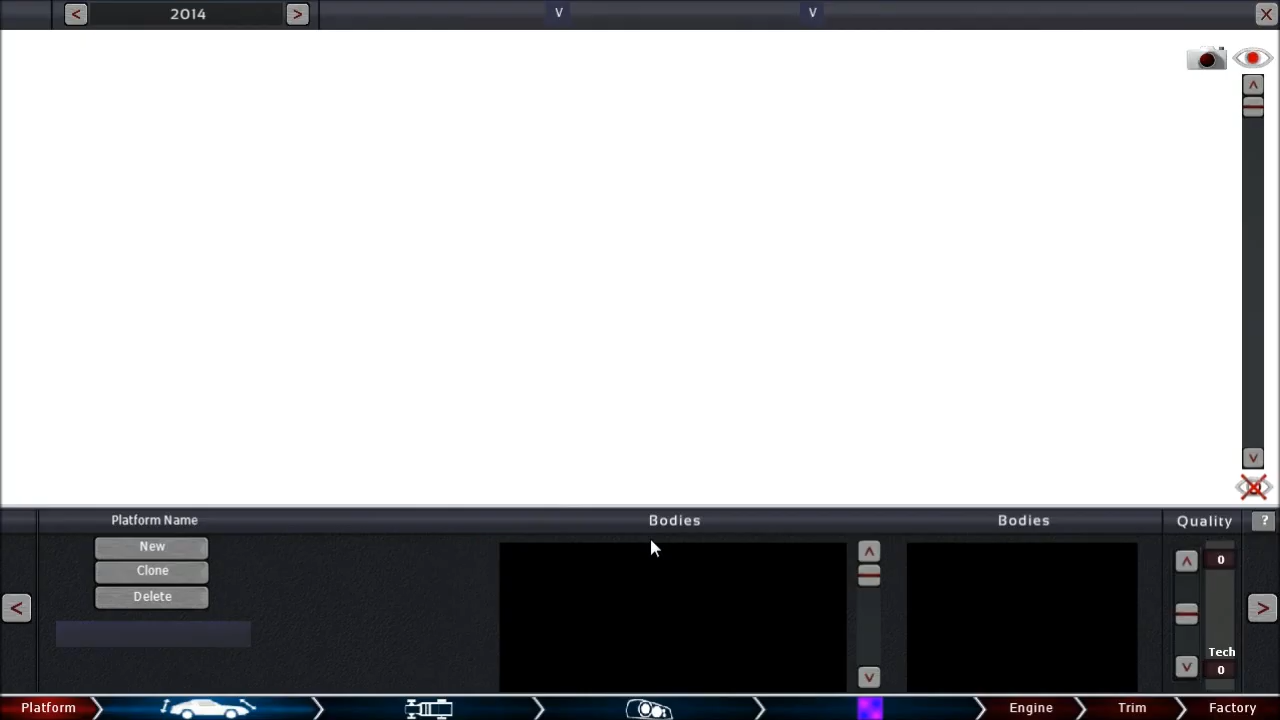 < 2014 > V V X
Platform Name Bodies Bodies Quality ?
New
Clone
Delete
0
< >
Tech
0
Platform Engine Trim Factory